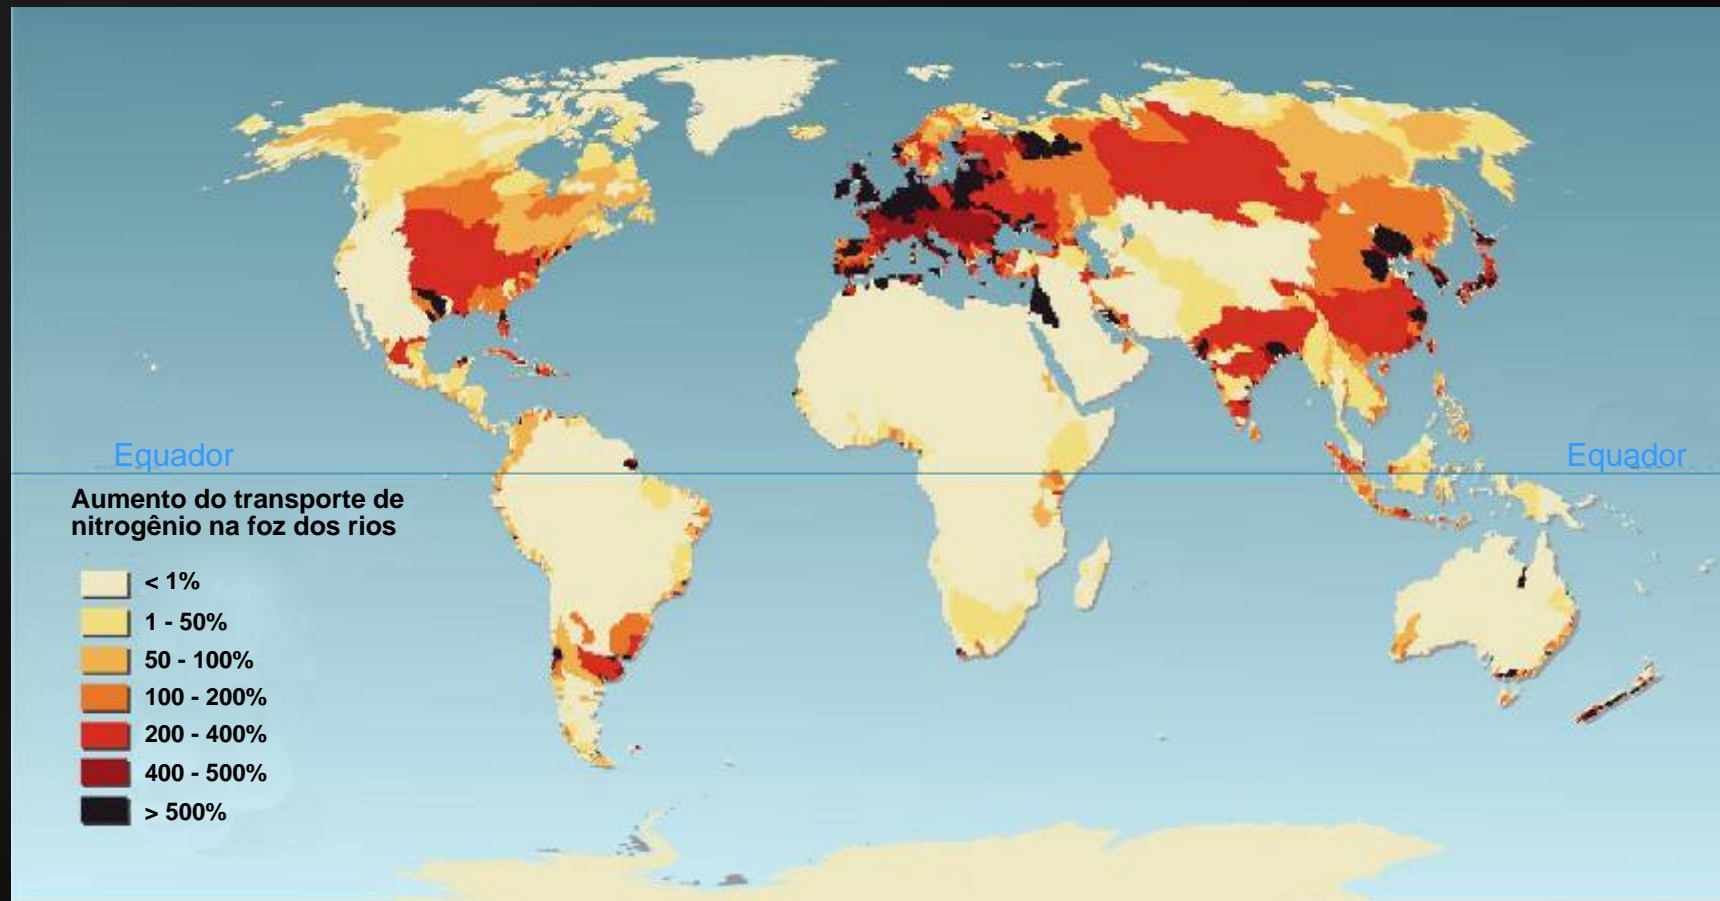 Equador
Equador
Aumento do transporte de
nitrogênio na foz dos rios
< 1%
1 - 50%
50 - 100%
100 - 200%
200 - 400%
400 - 500%
> 500%